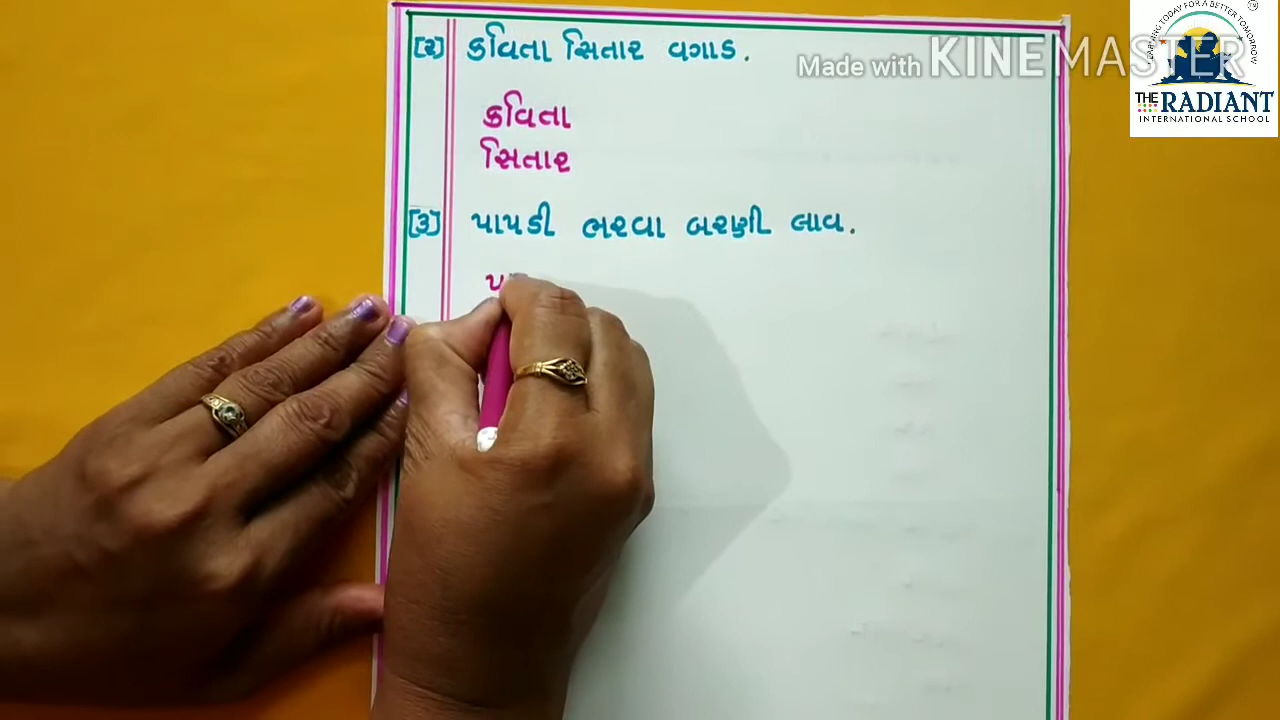 [૨] કવિતા સિતાર વગાડ.
Made with KINEMASTER
THE RADIANT
INTERNATIONAL SCHOOL
કવિતા
સિતાર
[૩] પાપડી ભરવા બરણી લાવ.